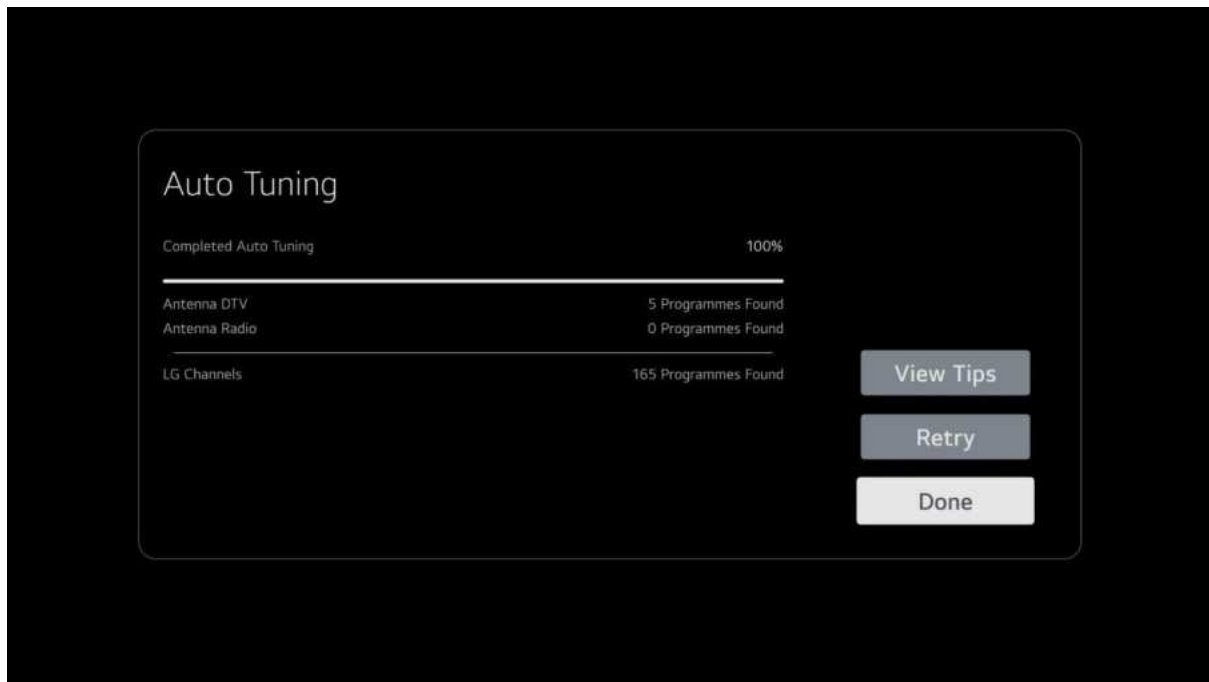 Auto Tuning
Completed Auto Tuning 100%
Antenna DTV 5 Programmes Found
Antenna Radio 0 Programmes Found
LG Channels 165 Programmes Found
View Tips
Retry
Done